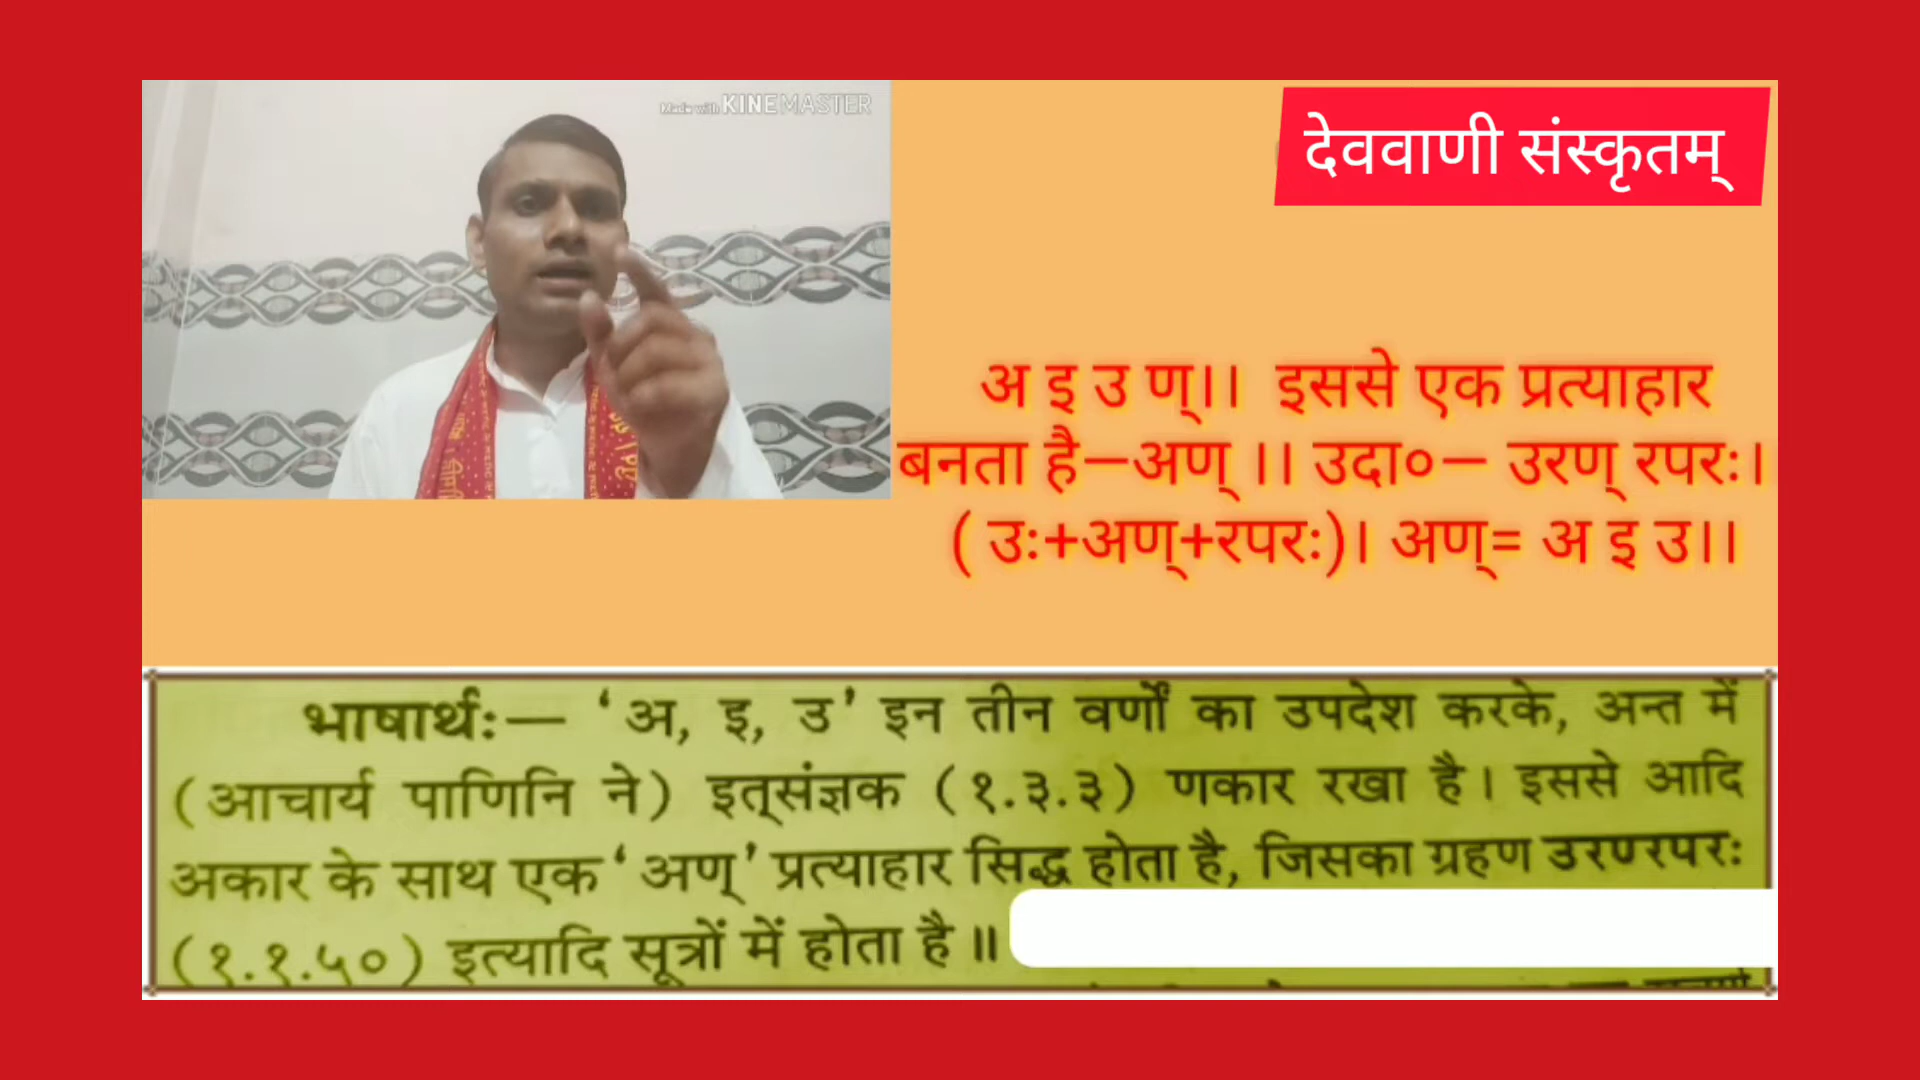 Made with KINEMASTER
देववाणी संस्कृतम्
अ इ उ ण्।। इससे एक प्रत्याहार
बनता है—अण् ।। उदा०— उरण् रपरः।
( उः+अण्+रपरः)। अण्= अ इ उ।।
भाषार्थः— ‘अ, इ, उ’ इन तीन वर्णों का उपदेश करके, अन्त में
(आचार्य पाणिनि ने) इत्संज्ञक (१.३.३) णकार रखा है। इससे आदि
अकार के साथ एक ‘अण्’ प्रत्याहार सिद्ध होता है, जिसका ग्रहण उरण्रपरः
(१.१.५०) इत्यादि सूत्रों में होता है॥